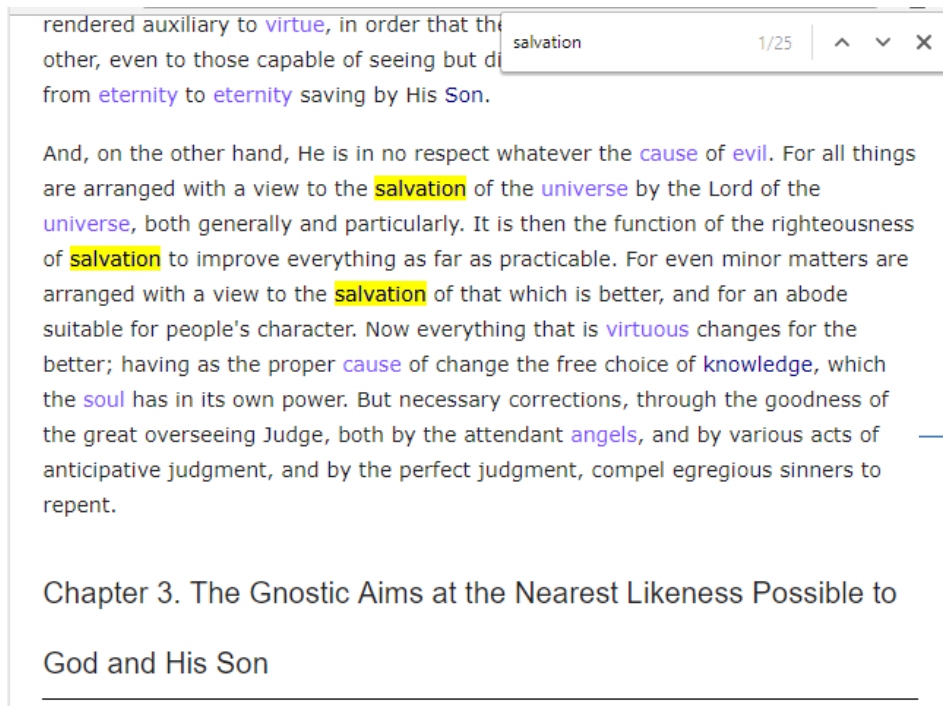 rendered auxiliary to virtue, in order that the
salvation 1/25
other, even to those capable of seeing but di
from eternity to eternity saving by His Son.
And, on the other hand, He is in no respect whatever the cause of evil. For all things
are arranged with a view to the salvation of the universe by the Lord of the
universe, both generally and particularly. It is then the function of the righteousness
of salvation to improve everything as far as practicable. For even minor matters are
arranged with a view to the salvation of that which is better, and for an abode
suitable for people's character. Now everything that is virtuous changes for the
better; having as the proper cause of change the free choice of knowledge, which
the soul has in its own power. But necessary corrections, through the goodness of
the great overseeing Judge, both by the attendant angels, and by various acts of
anticipative judgment, and by the perfect judgment, compel egregious sinners to
repent.
Chapter 3. The Gnostic Aims at the Nearest Likeness Possible to
God and His Son